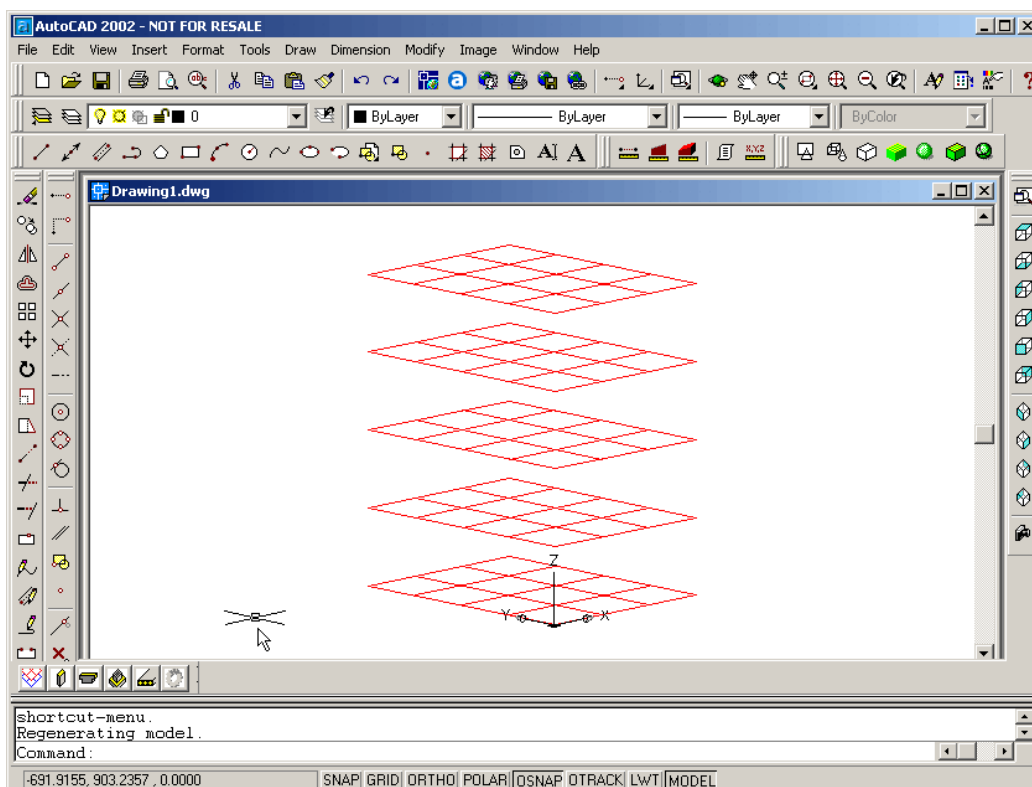 AutoCAD 2002 - NOT FOR RESALE
File Edit View Insert Format Tools Draw Dimension Modify Image Window Help
0 ByLayer ByLayer ByLayer ByColor
A X,Y,Z
Drawing1.dwg
Z
Y X
shortcut-menu.
Regenerating model.
Command:
-691.9155, 903.2357 , 0.0000 SNAP GRID ORTHO POLAR OSNAP OTRACK LWT MODEL